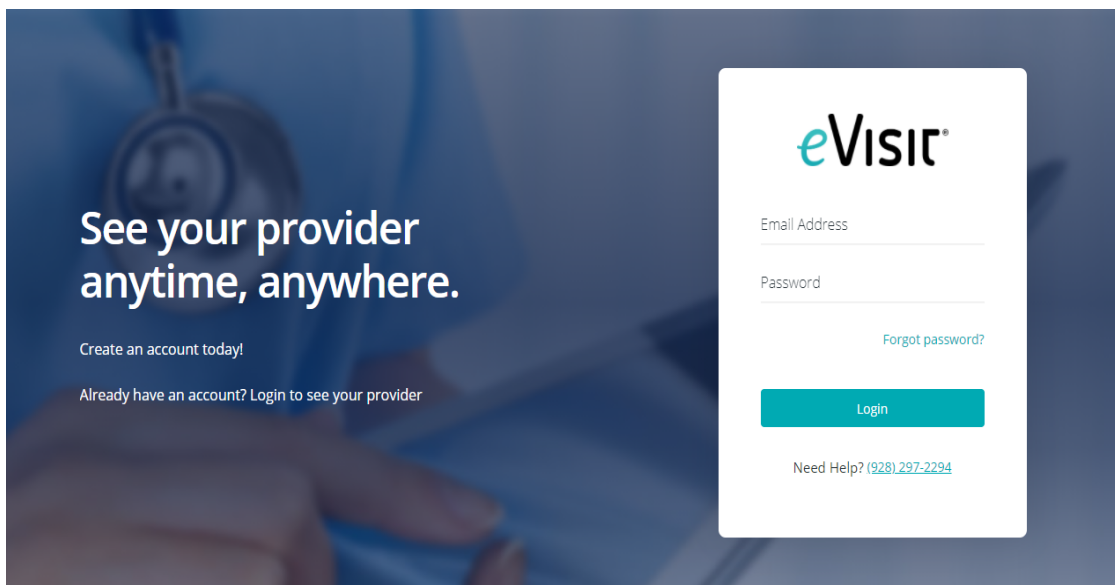 See your provider
anytime, anywhere.
Create an account today!
Already have an account? Login to see your provider
eVisit®
Email Address
Password
Forgot password?
Login
Need Help? (928) 297-2294